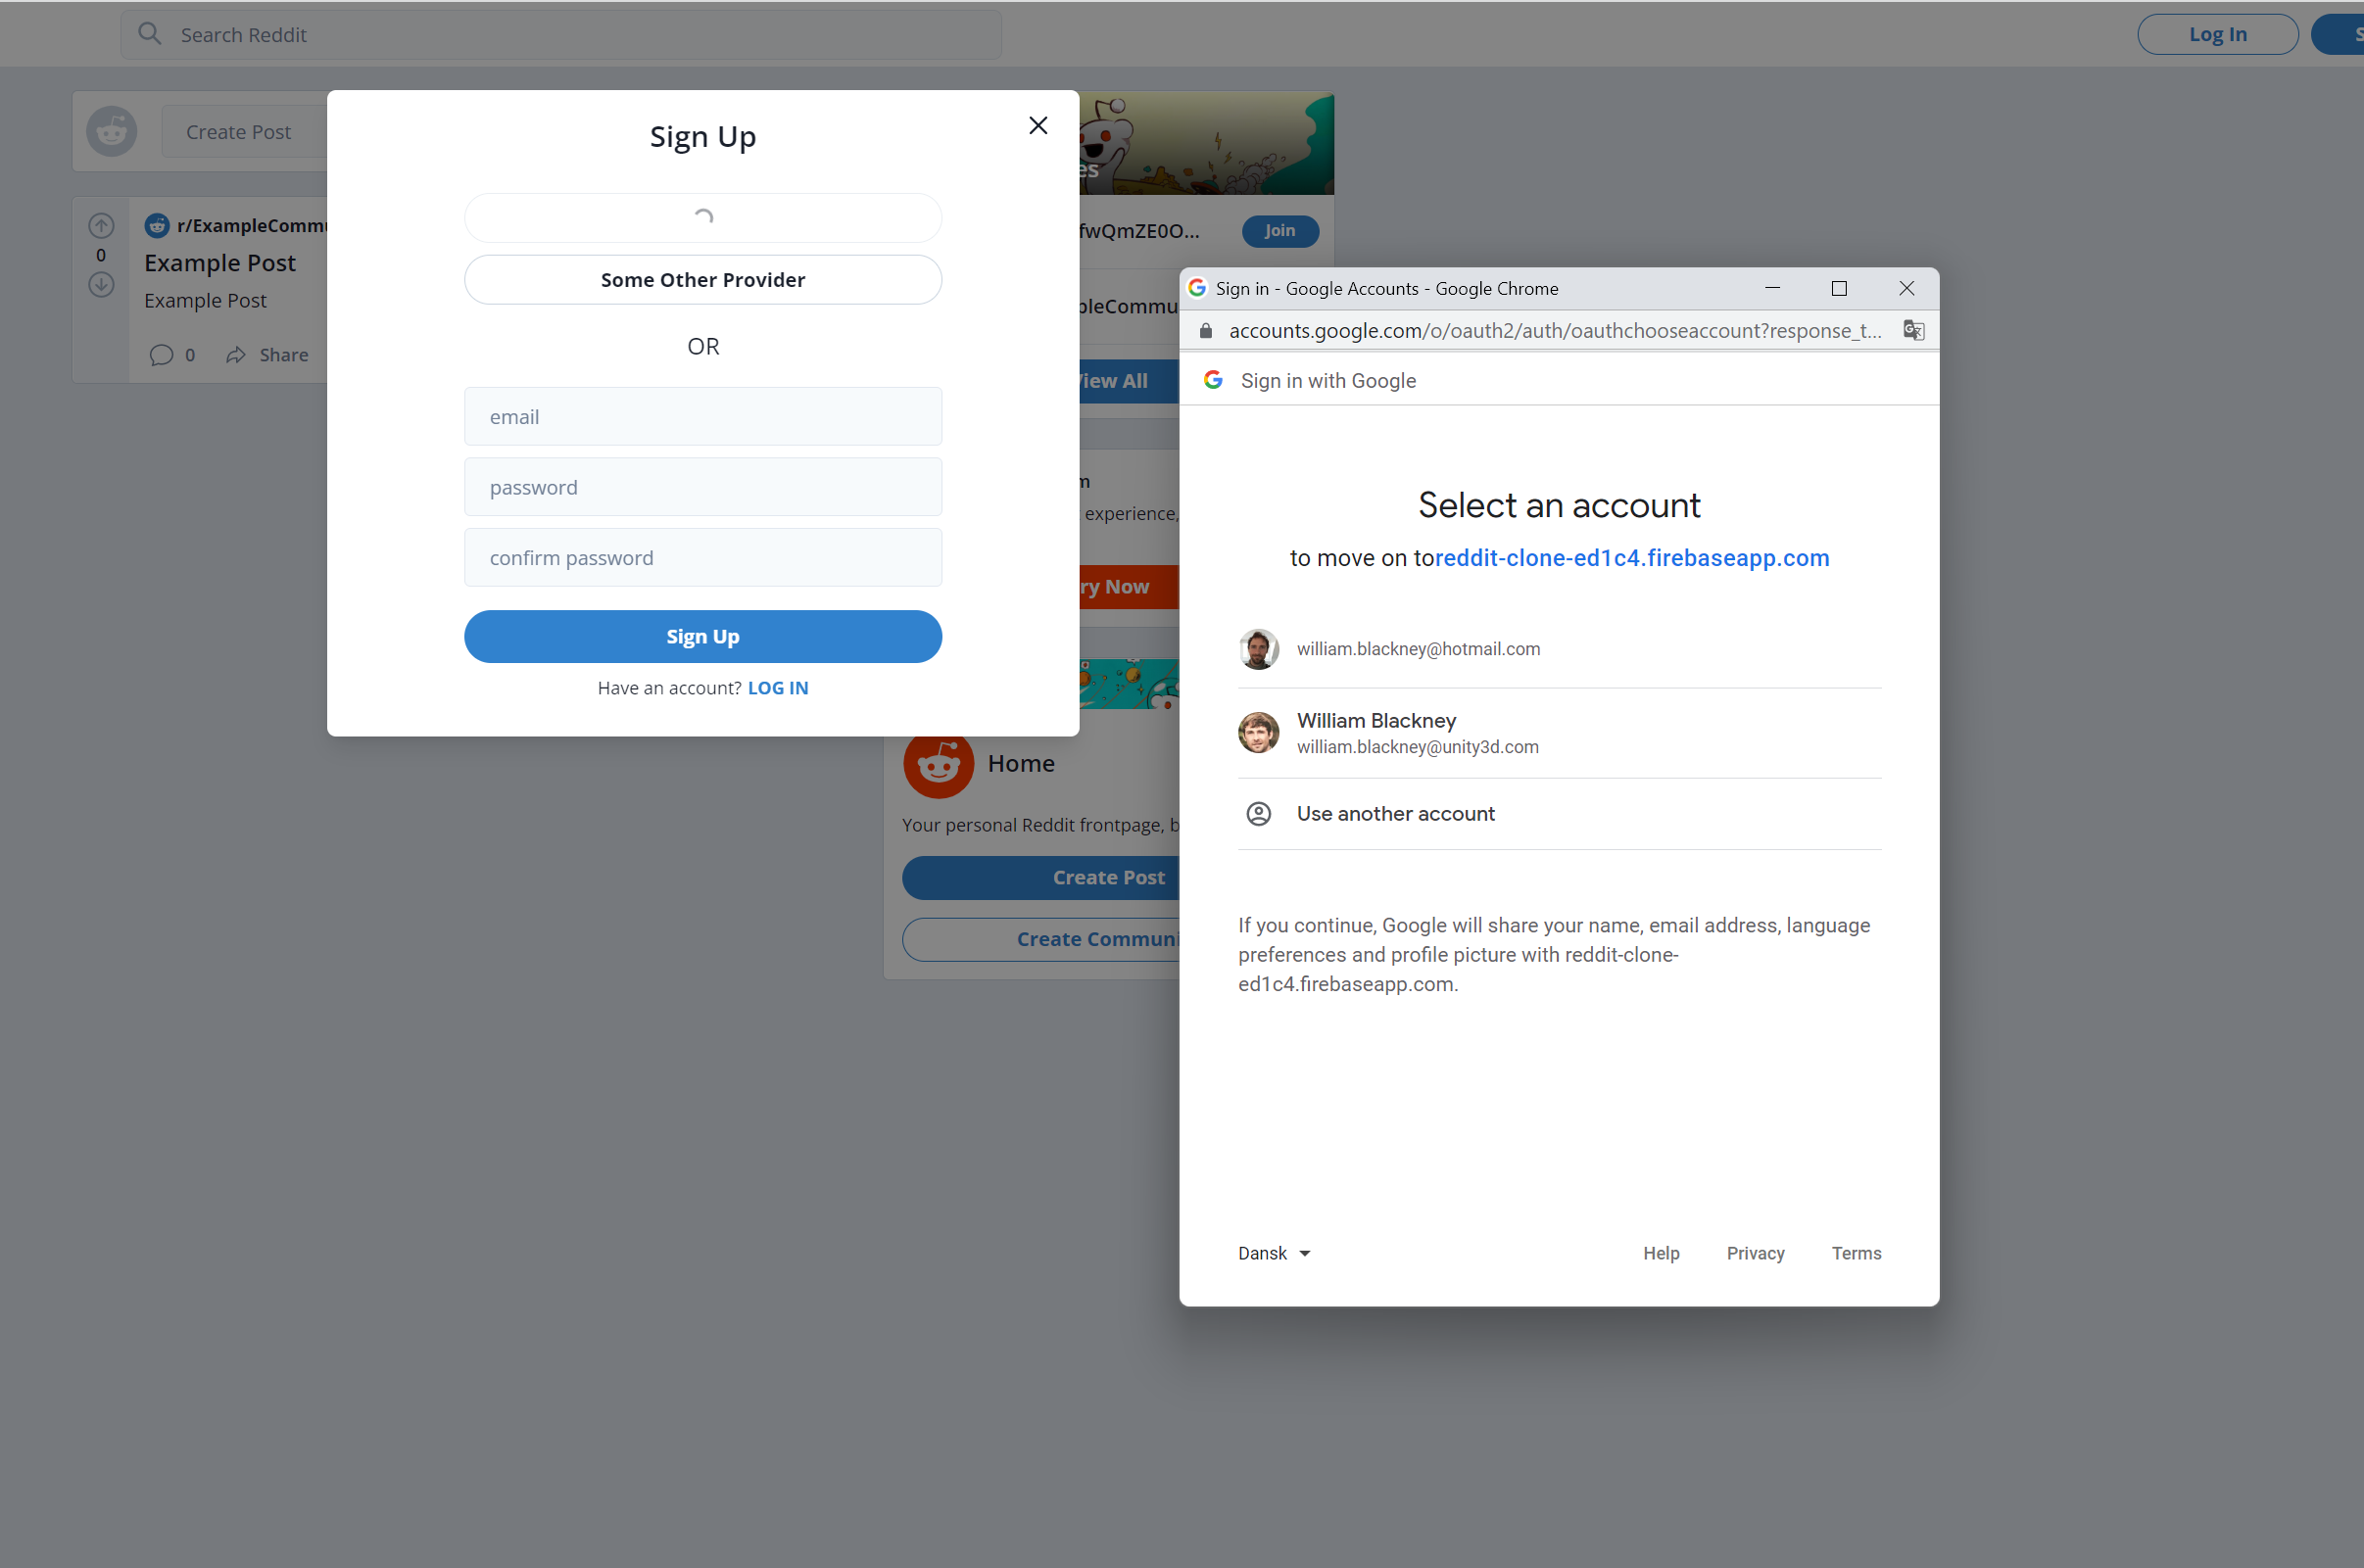 Search Reddit
Log In
S
Create Post
r/ExampleCommu
0
Example Post
Example Post
0
Share
Sign Up
Some Other Provider
OR
email
password
confirm password
Sign Up
Have an account? LOG IN
es
fwQmZE0O...
Join
pleCommu
View All
m
experience,
ry Now
Home
Your personal Reddit frontpage, b
Create Post
Create Communi
Sign in - Google Accounts - Google Chrome
accounts.google.com/o/oauth2/auth/oauthchooseaccount?response_t...
Sign in with Google
Select an account
to move on toreddit-clone-ed1c4.firebaseapp.com
william.blackney@hotmail.com
William Blackney
william.blackney@unity3d.com
Use another account
If you continue, Google will share your name, email address, language
preferences and profile picture with reddit-clone-
ed1c4.firebaseapp.com.
Dansk
Help
Privacy
Terms